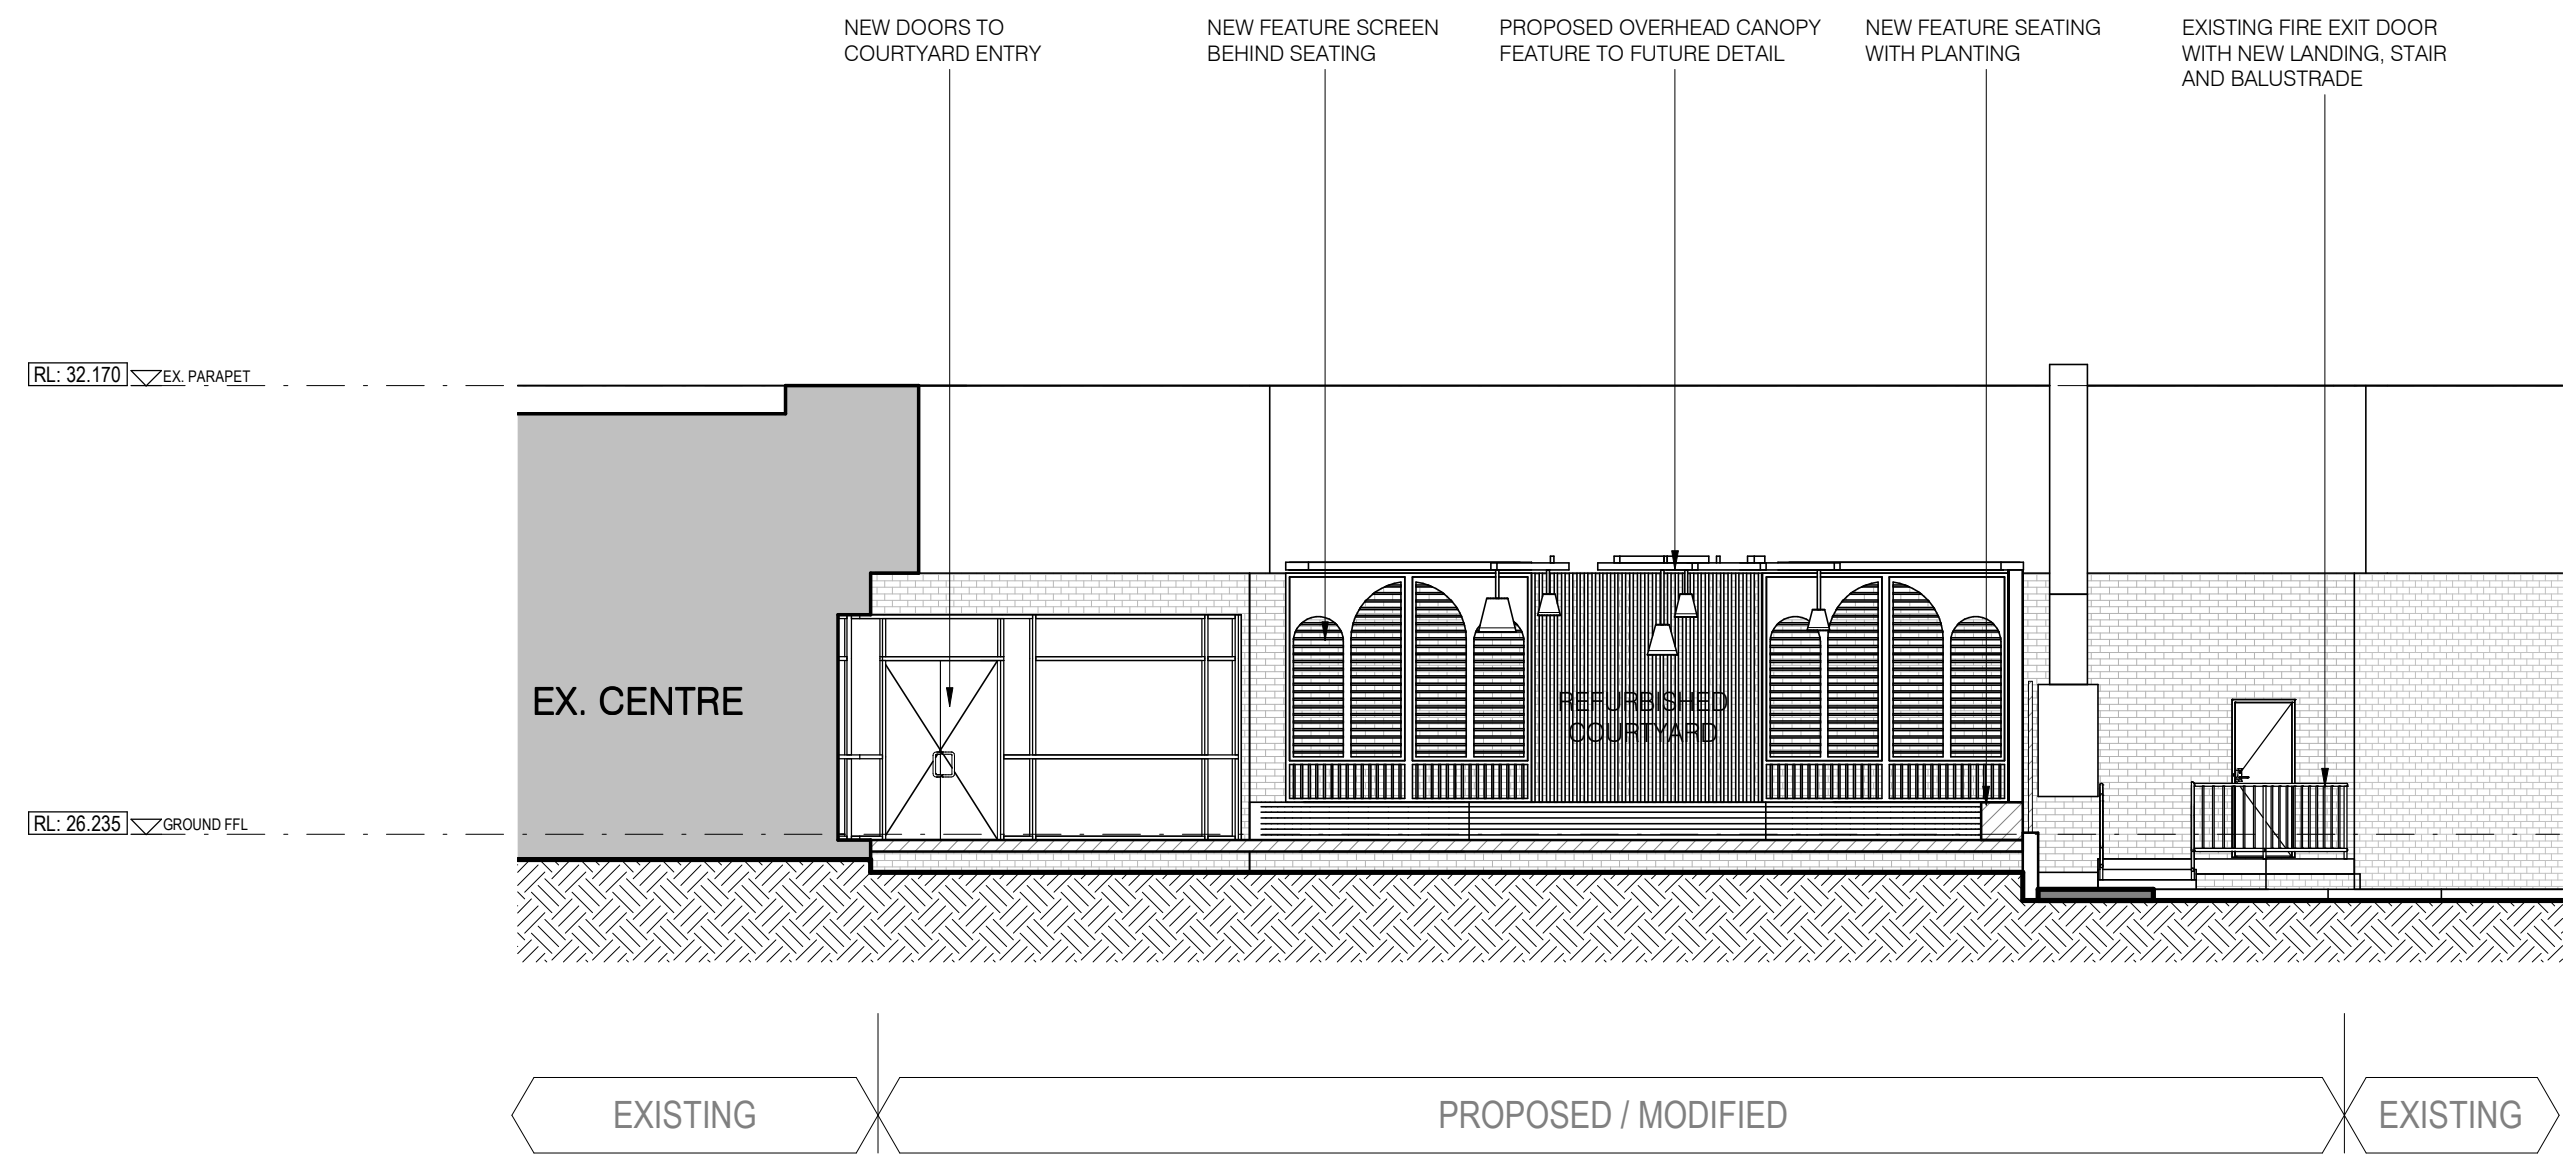 NEW DOORS TO
COURTYARD ENTRY
NEW FEATURE SCREEN
BEHIND SEATING
PROPOSED OVERHEAD CANOPY
FEATURE TO FUTURE DETAIL
NEW FEATURE SEATING
WITH PLANTING
EXISTING FIRE EXIT DOOR
WITH NEW LANDING, STAIR
AND BALUSTRADE
RL: 32.170 EX. PARAPET
EX. CENTRE
REFURBISHED
COURTYARD
RL: 26.235 GROUND FFL
EXISTING
PROPOSED / MODIFIED
EXISTING